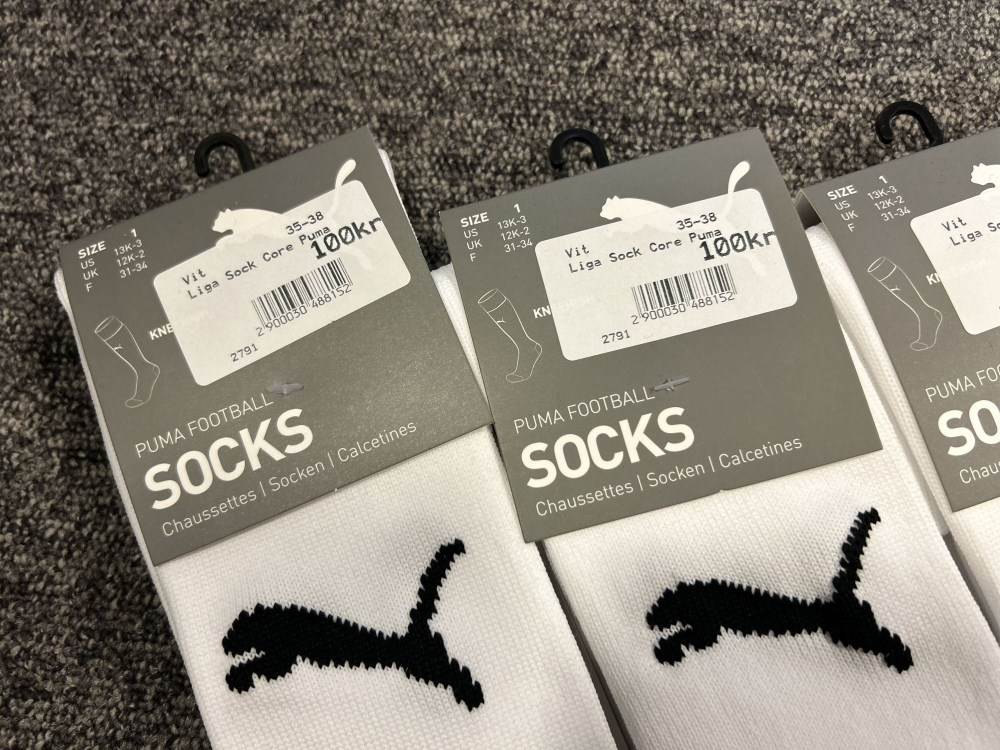 SIZE 1
US 13K-3
UK 12K-2
F 31-34
Vit 35-38
Liga Sock Core Puma
100kr
2 900030 488152
2791
PUMA FOOTBALL
SOCKS
Chaussettes | Socken | Calcetines
SIZE 1
US 13K-3
UK 12K-2
F 31-34
Vit 35-38
Liga Sock Core Puma
100kr
2 900030 488152
2791
PUMA FOOTBALL
SOCKS
Chaussettes | Socken | Calcetines
SIZE 1
US 13K-3
UK 12K-2
F 31-34
Vit
Liga
PUMA